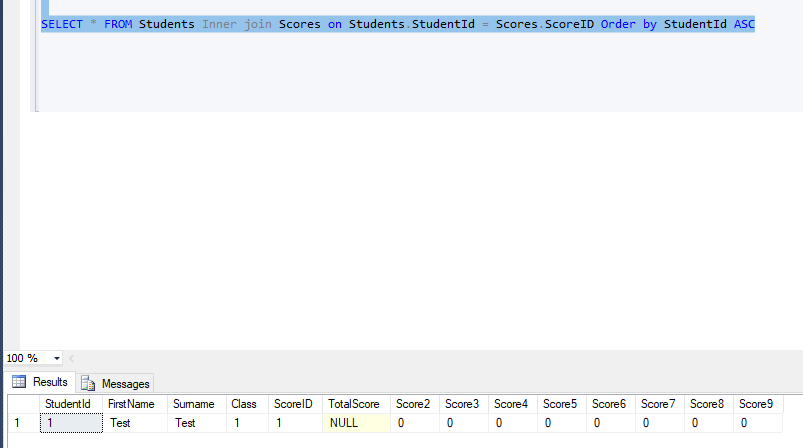 SELECT * FROM Students Inner join Scores on Students.StudentId = Scores.ScoreID Order by StudentId ASC
100 %
Results Messages
StudentId FirstName Surname Class ScoreID TotalScore Score2 Score3 Score4 Score5 Score6 Score7 Score8 Score9
1 1 Test Test 1 1 NULL 0 0 0 0 0 0 0 0